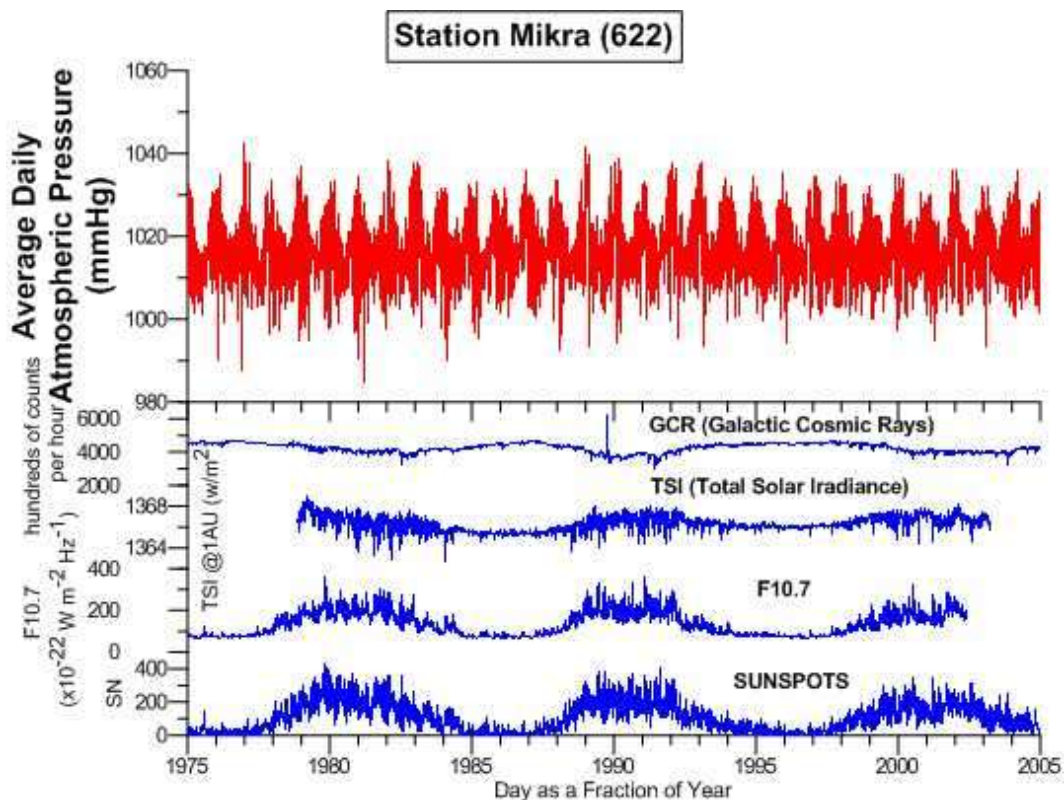 Station Mikra (622)
Average Daily
Atmospheric Pressure
(mmHg)
1060
1040
1020
1000
980
hundreds of counts
per hour
6000
4000
2000
GCR (Galactic Cosmic Rays)
TSI @1AU (w/m²)
1368
1364
TSI (Total Solar Irradiance)
F10.7
(x10⁻²² W m⁻² Hz⁻¹)
400
200
0
F10.7
SN
400
200
0
SUNSPOTS
1975 1980 1985 1990 1995 2000 2005
Day as a Fraction of Year